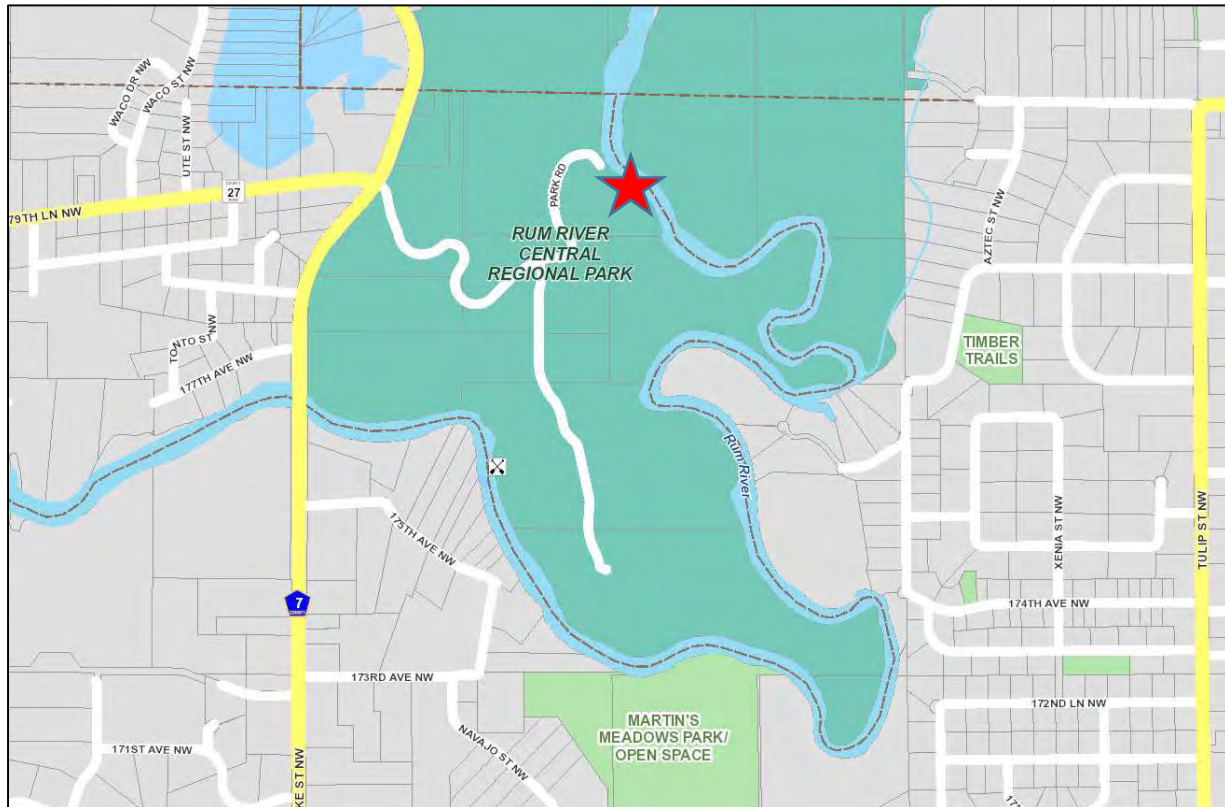 WACO DR NW
WACO ST NW
UTE ST NW
COUNTY
27
79TH LN NW
PARK RD
RUM RIVER
CENTRAL
REGIONAL PARK
AZTEC ST NW
TONTO ST NW
177TH AVE NW
TIMBER
TRAILS
Rum River
175TH AVE NW
XENIA ST NW
TULIP ST NW
7
COUNTY
174TH AVE NW
173RD AVE NW
172ND LN NW
MARTIN'S
MEADOWS PARK/
OPEN SPACE
NAVAJO ST NW
171ST AVE NW
KE ST NW